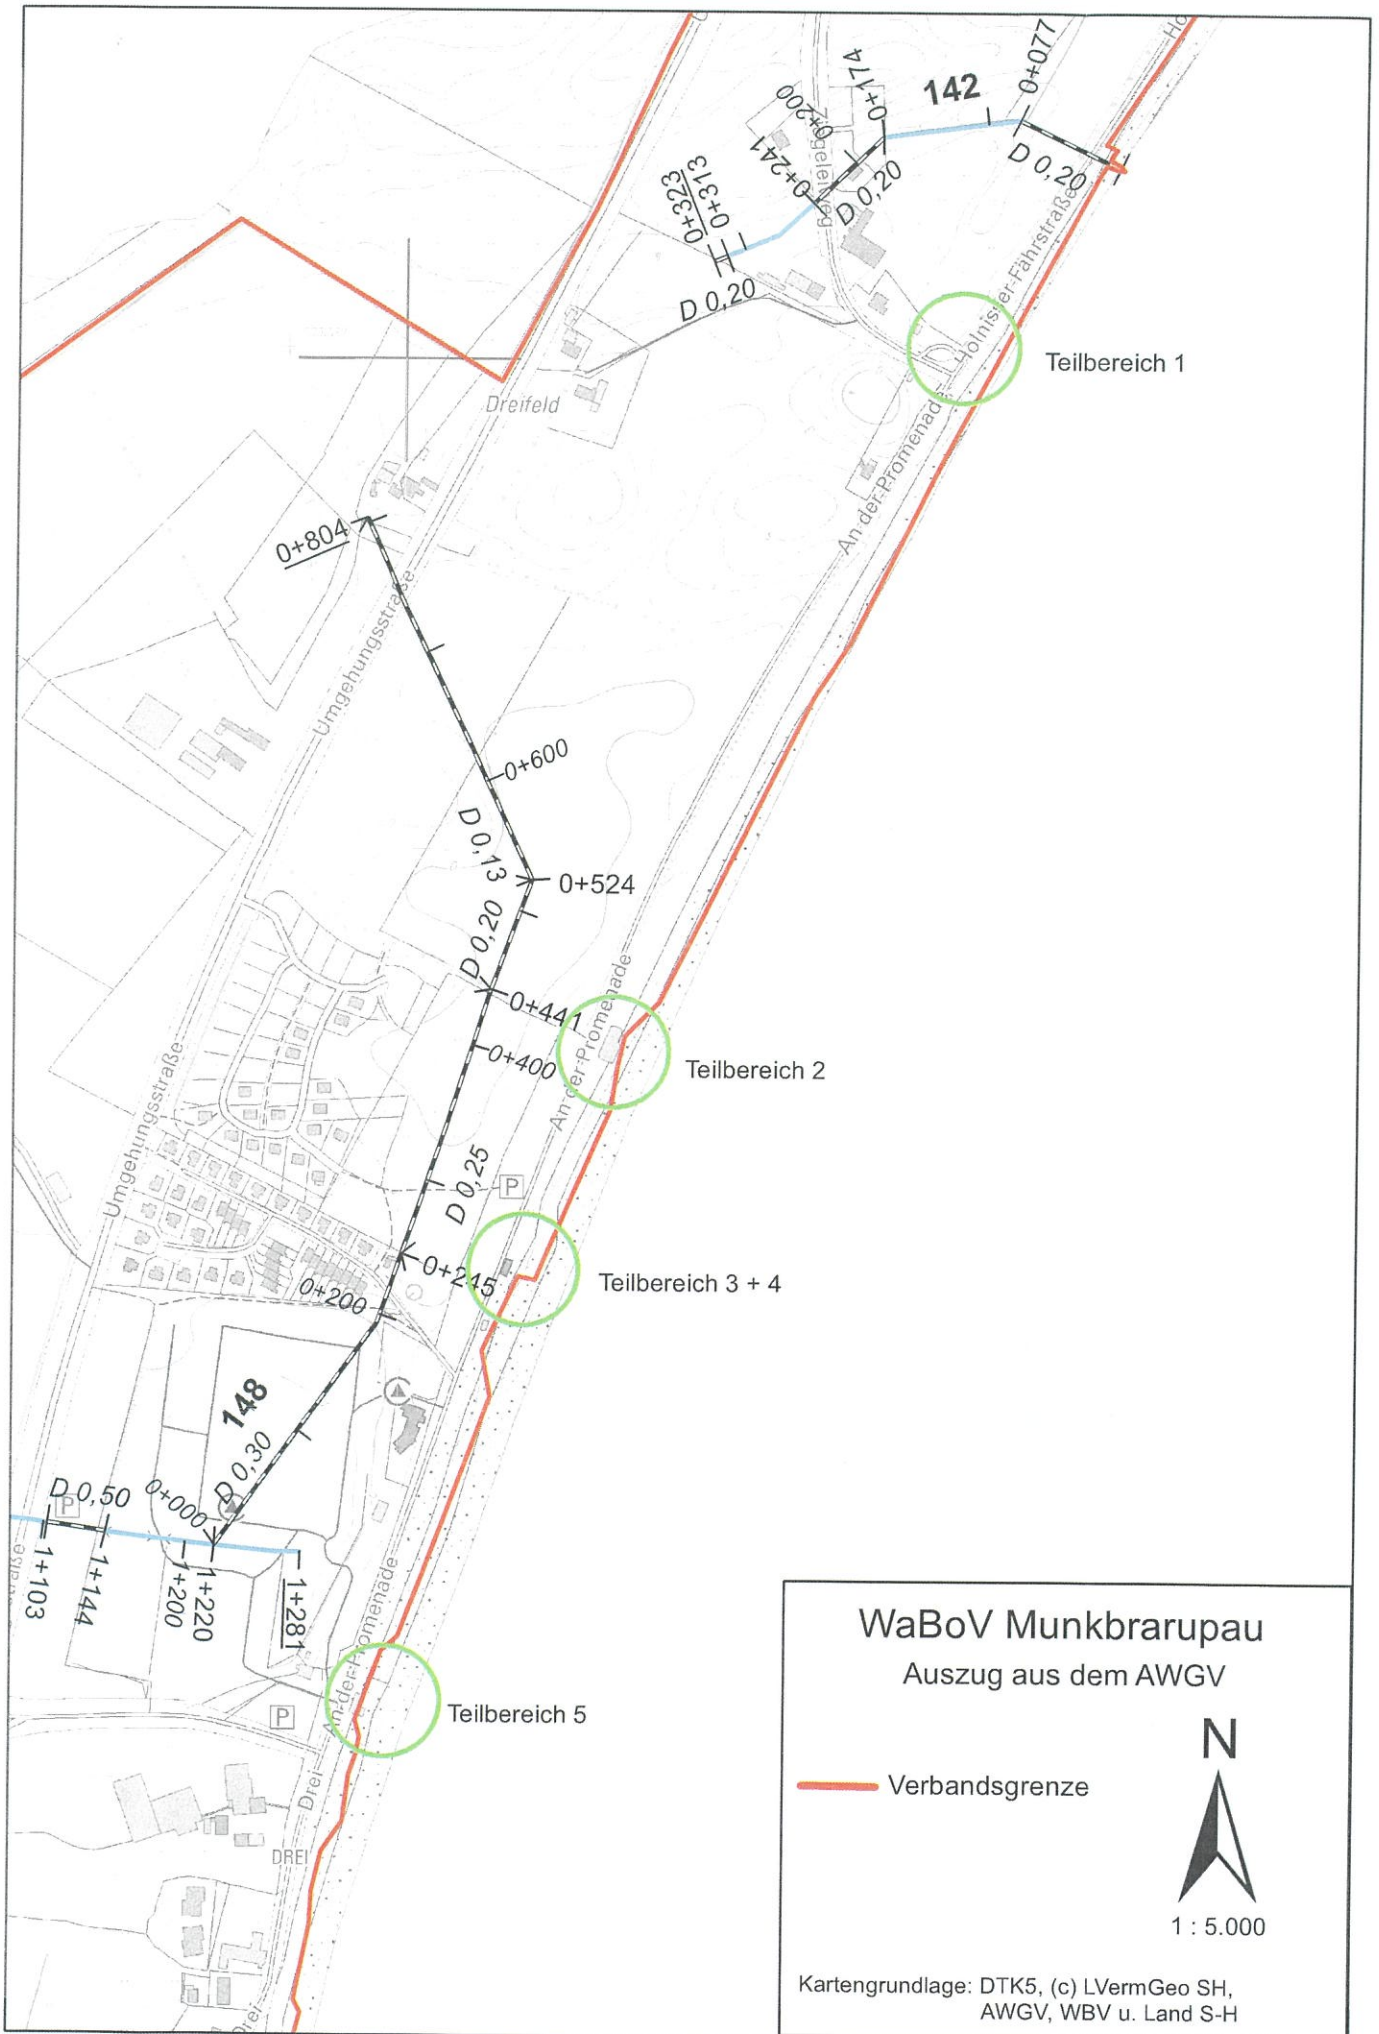 Ho
0+077
142
0+174
0+200
0+241
Ziegeleiweg
D 0,20
D 0,20
0+313
0+323
D 0,20
Holnisser-Fährstraße
Teilbereich 1
Dreifeld
An-der-Promenade
0+804
Umgehungsstraße
0+600
D 0,13
0+524
D 0,20
0+441
An-der-Promenade
0+400
Teilbereich 2
Umgehungsstraße
D 0,25
P
0+245
Teilbereich 3 + 4
0+200
148
D 0,30
0+000
D 0,50
P
1+103
1+144
1+200
1+220
1+281
straße
An-der-Promenade
Teilbereich 5
P
Drei
DREI
Drei
WaBoV Munkbrarupau
Auszug aus dem AWGV
N
Verbandsgrenze
1 : 5.000
Kartengrundlage: DTK5, (c) LVermGeo SH,
AWGV, WBV u. Land S-H